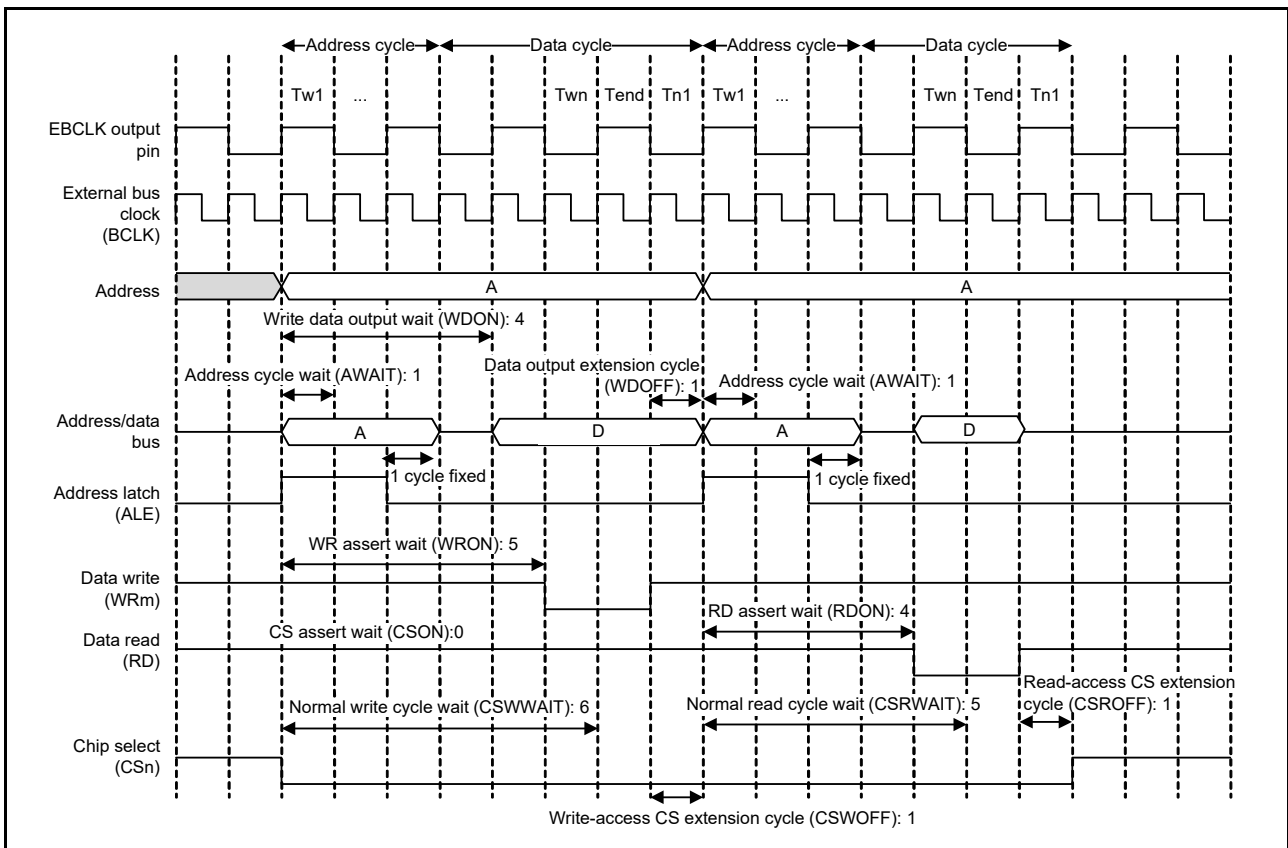 Address cycle Data cycle Address cycle Data cycle
Tw1 ... Twn Tend Tn1 Tw1 ... Twn Tend Tn1
EBCLK output
pin
External bus
clock
(BCLK)
Address A A
Write data output wait (WDON): 4
Data output extension cycle
(WDOFF): 1
Address cycle wait (AWAIT): 1
Address cycle wait (AWAIT): 1
Address/data
bus
A D A D
1 cycle fixed 1 cycle fixed
Address latch
(ALE)
WR assert wait (WRON): 5
Data write
(WRm)
RD assert wait (RDON): 4
CS assert wait (CSON):0
Data read
(RD)
Read-access CS extension
cycle (CSROFF): 1
Normal write cycle wait (CSWWAIT): 6
Normal read cycle wait (CSRWAIT): 5
Chip select
(CSn)
Write-access CS extension cycle (CSWOFF): 1